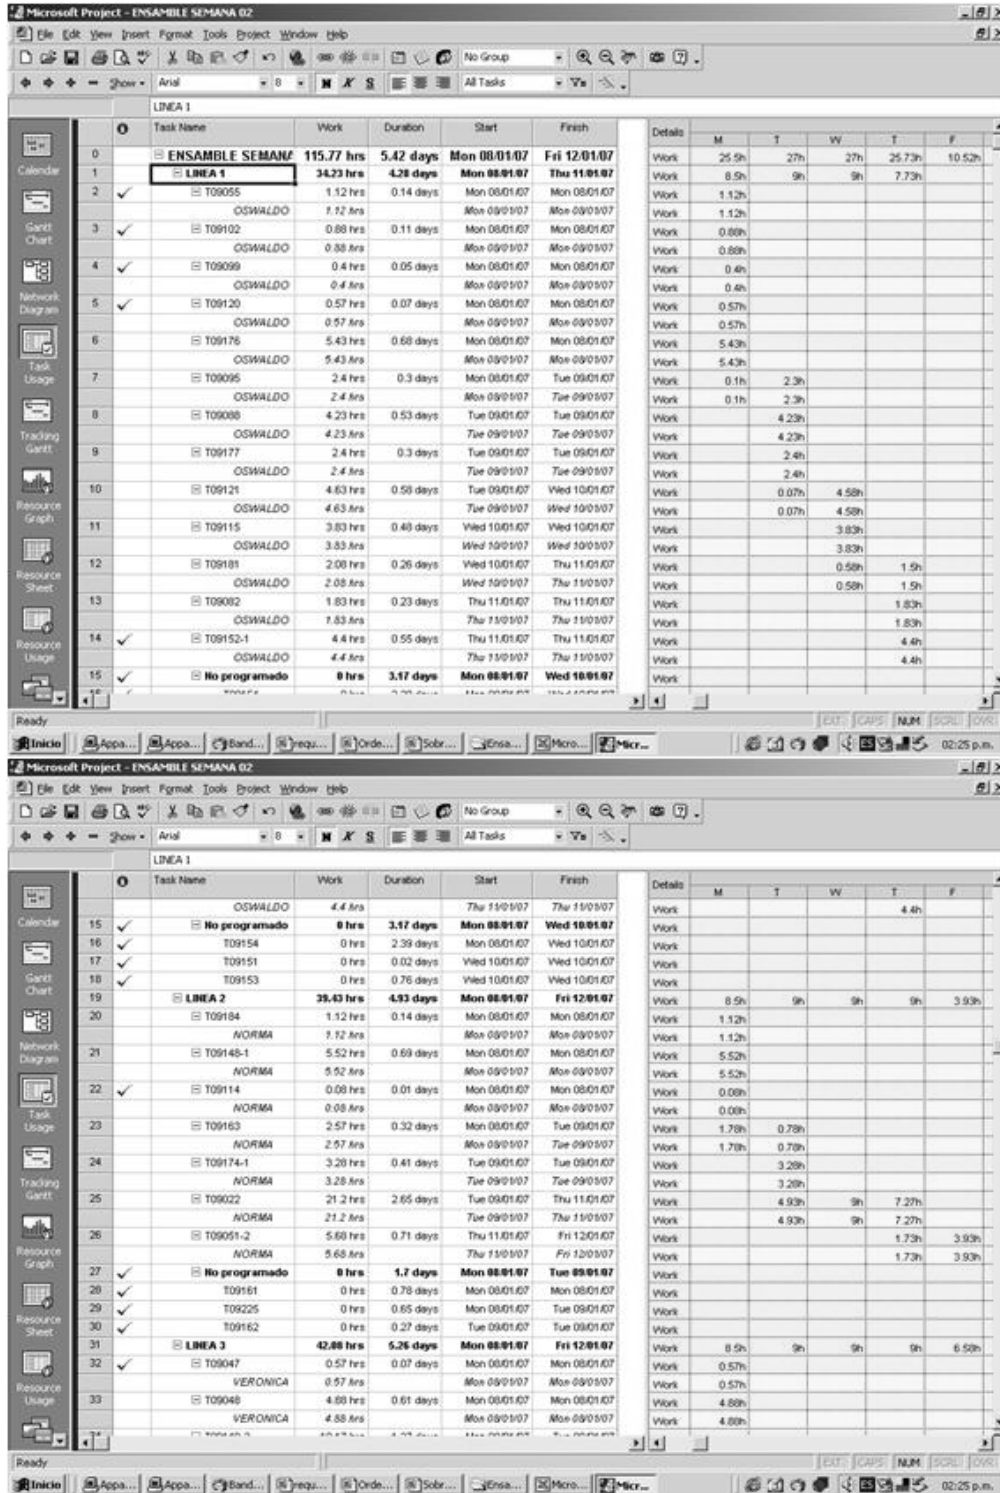 Microsoft Project - ENSAMBLE SEMANA 02
File Edit View Insert Format Tools Project Window Help
No Group
Show Arial 8 N K S All Tasks
LINEA 1
Task Name Work Duration Start Finish Details M T W T F
0 ENSAMBLE SEMANA 115.77 hrs 5.42 days Mon 08/01/07 Fri 12/01/07 Work 25.5h 27h 27h 25.73h 10.52h
1 LINEA 1 34.23 hrs 4.28 days Mon 08/01/07 Thu 11/01/07 Work 8.5h 9h 9h 7.73h
2 T09055 1.12 hrs 0.14 days Mon 08/01/07 Mon 08/01/07 Work 1.12h
OSWALDO 1.12 hrs Mon 08/01/07 Mon 08/01/07 Work 1.12h
3 T09102 0.88 hrs 0.11 days Mon 08/01/07 Mon 08/01/07 Work 0.88h
OSWALDO 0.88 hrs Mon 08/01/07 Mon 08/01/07 Work 0.88h
4 T09099 0.4 hrs 0.05 days Mon 08/01/07 Mon 08/01/07 Work 0.4h
OSWALDO 0.4 hrs Mon 08/01/07 Mon 08/01/07 Work 0.4h
5 T09120 0.57 hrs 0.07 days Mon 08/01/07 Mon 08/01/07 Work 0.57h
OSWALDO 0.57 hrs Mon 08/01/07 Mon 08/01/07 Work 0.57h
6 T09176 5.43 hrs 0.68 days Mon 08/01/07 Mon 08/01/07 Work 5.43h
OSWALDO 5.43 hrs Mon 08/01/07 Mon 08/01/07 Work 5.43h
7 T09095 2.4 hrs 0.3 days Mon 08/01/07 Tue 09/01/07 Work 0.1h 2.3h
OSWALDO 2.4 hrs Mon 08/01/07 Tue 09/01/07 Work 0.1h 2.3h
8 T09088 4.23 hrs 0.53 days Tue 09/01/07 Tue 09/01/07 Work 4.23h
OSWALDO 4.23 hrs Tue 09/01/07 Tue 09/01/07 Work 4.23h
9 T09177 2.4 hrs 0.3 days Tue 09/01/07 Tue 09/01/07 Work 2.4h
OSWALDO 2.4 hrs Tue 09/01/07 Tue 09/01/07 Work 2.4h
10 T09121 4.63 hrs 0.58 days Tue 09/01/07 Wed 10/01/07 Work 0.07h 4.58h
OSWALDO 4.63 hrs Tue 09/01/07 Wed 10/01/07 Work 0.07h 4.58h
11 T09115 3.83 hrs 0.48 days Wed 10/01/07 Wed 10/01/07 Work 3.83h
OSWALDO 3.83 hrs Wed 10/01/07 Wed 10/01/07 Work 3.83h
12 T09181 2.08 hrs 0.26 days Wed 10/01/07 Thu 11/01/07 Work 0.58h 1.5h
OSWALDO 2.08 hrs Wed 10/01/07 Thu 11/01/07 Work 0.58h 1.5h
13 T09082 1.83 hrs 0.23 days Thu 11/01/07 Thu 11/01/07 Work 1.83h
OSWALDO 1.83 hrs Thu 11/01/07 Thu 11/01/07 Work 1.83h
14 T09152-1 4.4 hrs 0.55 days Thu 11/01/07 Thu 11/01/07 Work 4.4h
OSWALDO 4.4 hrs Thu 11/01/07 Thu 11/01/07 Work 4.4h
15 No programado 0 hrs 3.17 days Mon 08/01/07 Wed 10/01/07 Work
Calendar
Gantt Chart
Network Diagram
Task Usage
Tracking Gantt
Resource Graph
Resource Sheet
Resource Usage
Ready EXT CAPS NUM SCRL OVR
Inicio Appa... Appa... Band... requ... Orde... Sobr... Ensa... Micro... Micr... ES 02:25 p.m.
Microsoft Project - ENSAMBLE SEMANA 02
File Edit View Insert Format Tools Project Window Help
No Group
Show Arial 8 N K S All Tasks
LINEA 1
Task Name Work Duration Start Finish Details M T W T F
OSWALDO 4.4 hrs Thu 11/01/07 Thu 11/01/07 Work 4.4h
15 No programado 0 hrs 3.17 days Mon 08/01/07 Wed 10/01/07 Work
16 T09154 0 hrs 2.39 days Mon 08/01/07 Wed 10/01/07 Work
17 T09151 0 hrs 0.02 days Wed 10/01/07 Wed 10/01/07 Work
18 T09153 0 hrs 0.76 days Wed 10/01/07 Wed 10/01/07 Work
19 LINEA 2 39.43 hrs 4.93 days Mon 08/01/07 Fri 12/01/07 Work 8.5h 9h 9h 9h 3.93h
20 T09184 1.12 hrs 0.14 days Mon 08/01/07 Mon 08/01/07 Work 1.12h
NORMA 1.12 hrs Mon 08/01/07 Mon 08/01/07 Work 1.12h
21 T09148-1 5.52 hrs 0.69 days Mon 08/01/07 Mon 08/01/07 Work 5.52h
NORMA 5.52 hrs Mon 08/01/07 Mon 08/01/07 Work 5.52h
22 T09114 0.08 hrs 0.01 days Mon 08/01/07 Mon 08/01/07 Work 0.08h
NORMA 0.08 hrs Mon 08/01/07 Mon 08/01/07 Work 0.08h
23 T09163 2.57 hrs 0.32 days Mon 08/01/07 Tue 09/01/07 Work 1.78h 0.78h
NORMA 2.57 hrs Mon 08/01/07 Tue 09/01/07 Work 1.78h 0.78h
24 T09174-1 3.28 hrs 0.41 days Tue 09/01/07 Tue 09/01/07 Work 3.28h
NORMA 3.28 hrs Tue 09/01/07 Tue 09/01/07 Work 3.28h
25 T09022 21.2 hrs 2.65 days Tue 09/01/07 Thu 11/01/07 Work 4.93h 9h 7.27h
NORMA 21.2 hrs Tue 09/01/07 Thu 11/01/07 Work 4.93h 9h 7.27h
26 T09051-2 5.68 hrs 0.71 days Thu 11/01/07 Fri 12/01/07 Work 1.73h 3.93h
NORMA 5.68 hrs Thu 11/01/07 Fri 12/01/07 Work 1.73h 3.93h
27 No programado 0 hrs 1.7 days Mon 08/01/07 Tue 09/01/07 Work
28 T09161 0 hrs 0.78 days Mon 08/01/07 Mon 08/01/07 Work
29 T09225 0 hrs 0.65 days Mon 08/01/07 Tue 09/01/07 Work
30 T09162 0 hrs 0.27 days Tue 09/01/07 Tue 09/01/07 Work
31 LINEA 3 42.08 hrs 5.26 days Mon 08/01/07 Fri 12/01/07 Work 8.5h 9h 9h 9h 6.58h
32 T09047 0.57 hrs 0.07 days Mon 08/01/07 Mon 08/01/07 Work 0.57h
VERONICA 0.57 hrs Mon 08/01/07 Mon 08/01/07 Work 0.57h
33 T09048 4.88 hrs 0.61 days Mon 08/01/07 Mon 08/01/07 Work 4.88h
VERONICA 4.88 hrs Mon 08/01/07 Mon 08/01/07 Work 4.88h
Calendar
Gantt Chart
Network Diagram
Task Usage
Tracking Gantt
Resource Graph
Resource Sheet
Resource Usage
Ready EXT CAPS NUM SCRL OVR
Inicio Appa... Appa... Band... requ... Orde... Sobr... Ensa... Micro... Micr... ES 02:25 p.m.